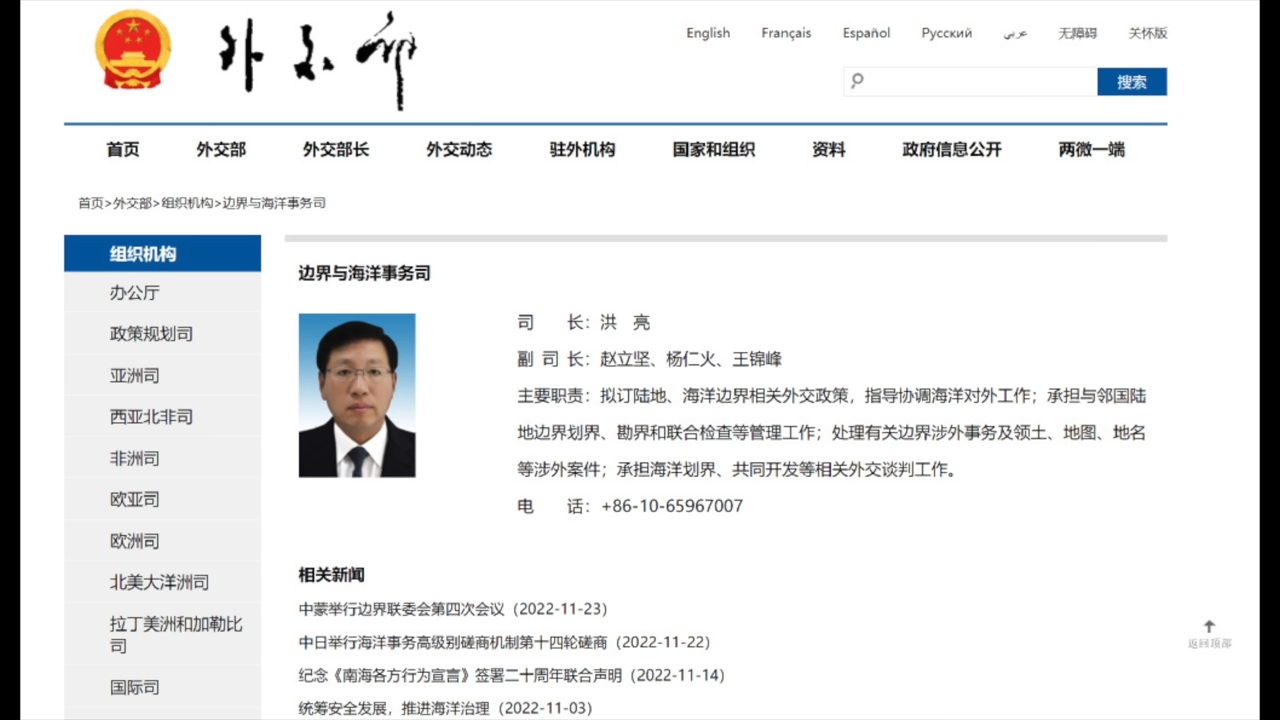 外交部
English Français Español Русский عربي 无障碍 关怀版
搜索
首页 外交部 外交部长 外交动态 驻外机构 国家和组织 资料 政府信息公开 两微一端
首页>外交部>组织机构>边界与海洋事务司
组织机构
办公厅
政策规划司
亚洲司
西亚北非司
非洲司
欧亚司
欧洲司
北美大洋洲司
拉丁美洲和加勒比
司
国际司
边界与海洋事务司
司 长：洪 亮
副 司 长：赵立坚、杨仁火、王锦峰
主要职责：拟订陆地、海洋边界相关外交政策，指导协调海洋对外工作；承担与邻国陆
地边界划界、勘界和联合检查等管理工作；处理有关边界涉外事务及领土、地图、地名
等涉外案件；承担海洋划界、共同开发等相关外交谈判工作。
电 话：+86-10-65967007
相关新闻
中蒙举行边界联委会第四次会议（2022-11-23）
中日举行海洋事务高级别磋商机制第十四轮磋商（2022-11-22）
纪念《南海各方行为宣言》签署二十周年联合声明（2022-11-14）
统筹安全发展，推进海洋治理（2022-11-03）
返回顶部